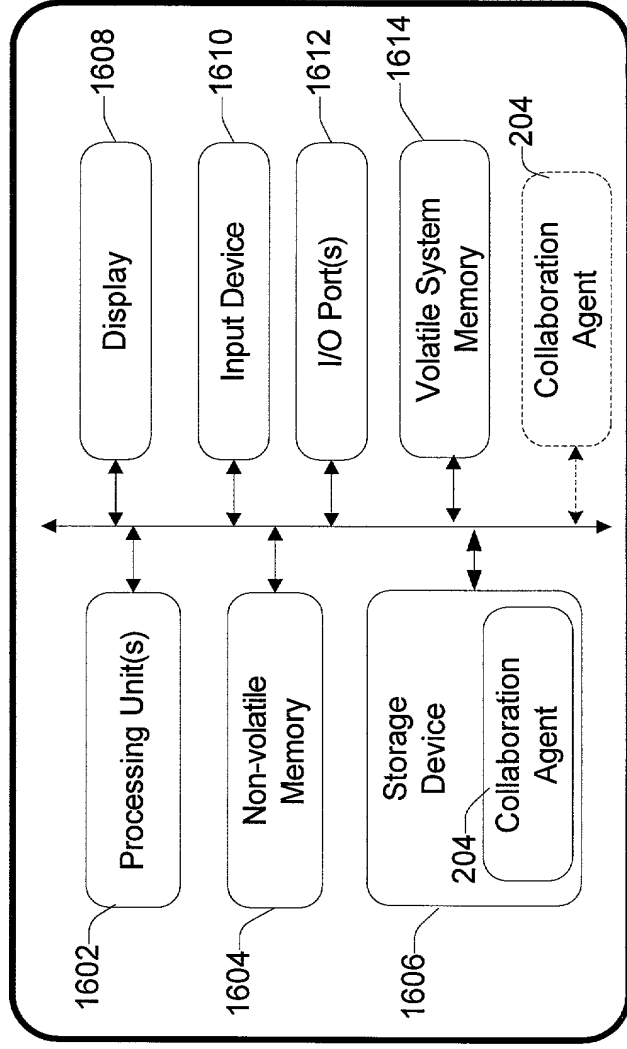 1602
Processing Unit(s)
1604
Non-volatile
Memory
1606
Storage
Device
204
Collaboration
Agent
Display
1608
Input Device
1610
I/O Port(s)
1612
Volatile System
Memory
1614
Collaboration
Agent
204